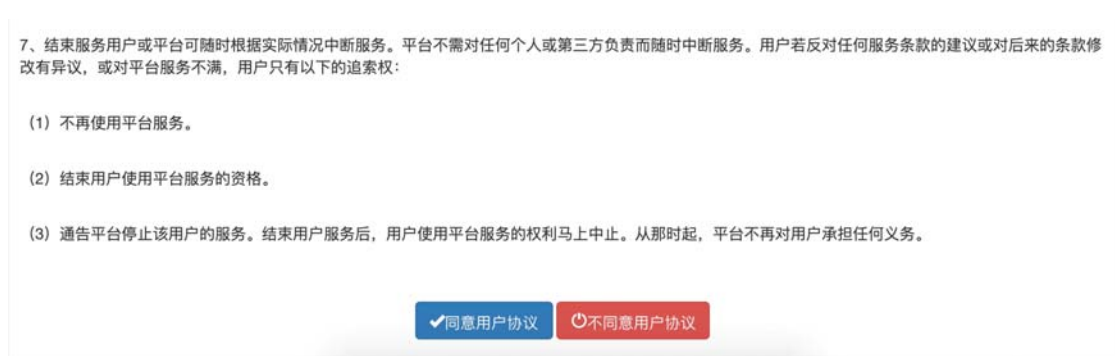 7、结束服务用户或平台可随时根据实际情况中断服务。平台不需对任何个人或第三方负责而随时中断服务。用户若反对任何服务条款的建议或对后来的条款修
改有异议，或对平台服务不满，用户只有以下的追索权：
（1）不再使用平台服务。
（2）结束用户使用平台服务的资格。
（3）通告平台停止该用户的服务。结束用户服务后，用户使用平台服务的权利马上中止。从那时起，平台不再对用户承担任何义务。
同意用户协议 不同意用户协议